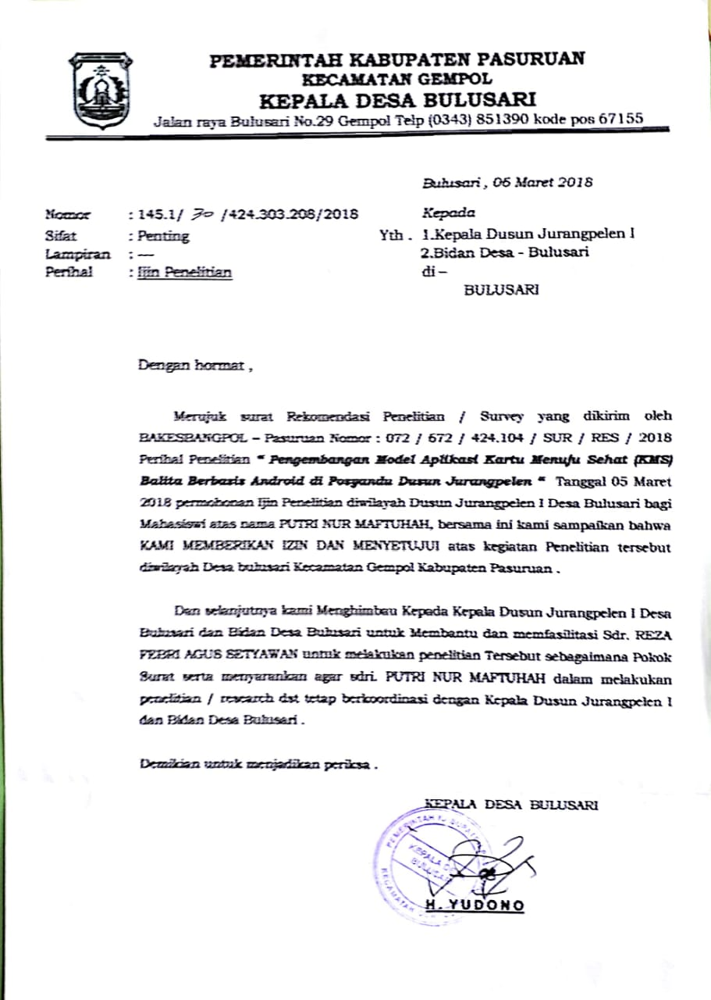 PEMERINTAH KABUPATEN PASURUAN
KECAMATAN GEMPOL
KEPALA DESA BULUSARI
Jalan raya Bulusari No.29 Gempol Telp (0343) 851390 kode pos 67155
Bulusari , 06 Maret 2018
Nomor : 145.1/ 30 /424.303.208/2018
Sifat : Penting
Lampiran : —
Perihal : Ijin Penelitian
Kepada
Yth . 1.Kepala Dusun Jurangpelen I
2.Bidan Desa - Bulusari
di –
BULUSARI
Dengan hormat ,
Merujuk surat Rekomendasi Penelitian / Survey yang dikirim oleh
BAKESBANGPOL – Pasuruan Nomor : 072 / 672 / 424.104 / SUR / RES / 2018
Perihal Penelitian “ Pengembangan Model Aplikasi Kartu Menuju Sehat (KMS)
Balita Berbasis Android di Posyandu Dusun Jurangpelen “ Tanggal 05 Maret
2018 permohonan Ijin Penelitian diwilayah Dusun Jurangpelen I Desa Bulusari bagi
Mahasiswi atas nama PUTRI NUR MAFTUHAH, bersama ini kami sampaikan bahwa
KAMI MEMBERIKAN IZIN DAN MENYETUJUI atas kegiatan Penelitian tersebut
diwilayah Desa bulusari Kecamatan Gempol Kabupaten Pasuruan .
Dan selanjutnya kami Menghimbau Kepada Kepala Dusun Jurangpelen I Desa
Bulusari dan Bidan Desa Bulusari untuk Membantu dan memfasilitasi Sdr. REZA
FEBRI AGUS SETYAWAN untuk melakukan penelitian Tersebut sebagaimana Pokok
Surat serta menyarankan agar sdri. PUTRI NUR MAFTUHAH dalam melakukan
penelitian / research dst tetap berkoordinasi dengan Kepala Dusun Jurangpelen I
dan Bidan Desa Bulusari .
Demikian untuk menjadikan periksa .
KEPALA DESA BULUSARI
PEMERINTAH
KEPALA DESA
BULUSARI
KECAMATAN
H. YUDONO